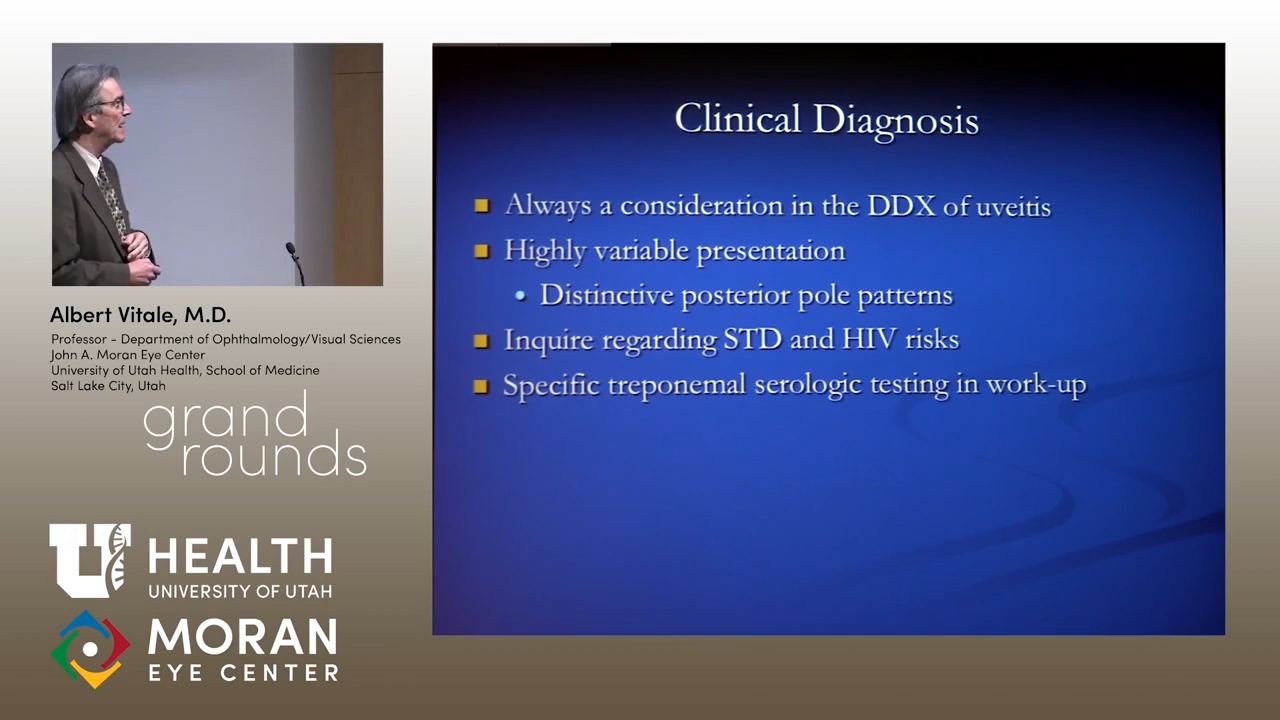 Albert Vitale, M.D.
Professor - Department of Ophthalmology/Visual Sciences
John A. Moran Eye Center
University of Utah Health, School of Medicine
Salt Lake City, Utah
grand
rounds
U HEALTH
UNIVERSITY OF UTAH
MORAN
EYE CENTER
Clinical Diagnosis
Always a consideration in the DDX of uveitis
Highly variable presentation
Distinctive posterior pole patterns
Inquire regarding STD and HIV risks
Specific treponemal serologic testing in work-up